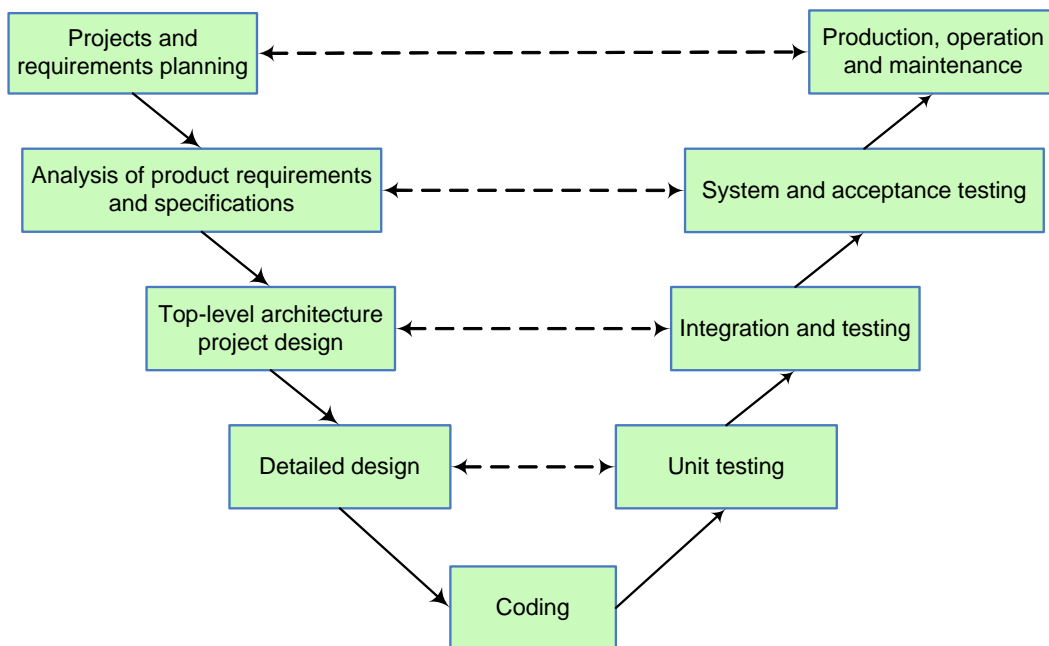 Projects and
requirements planning
Production, operation
and maintenance
Analysis of product requirements
and specifications
System and acceptance testing
Top-level architecture
project design
Integration and testing
Detailed design
Unit testing
Coding